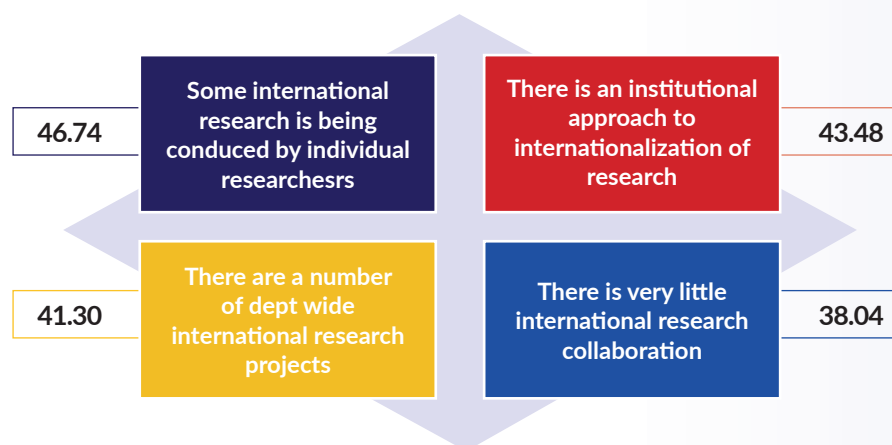 46.74
Some international
research is being
conduced by individual
researchesrs
There is an institutional
approach to
internationalization of
research
43.48
41.30
There are a number
of dept wide
international research
projects
There is very little
international research
collaboration
38.04